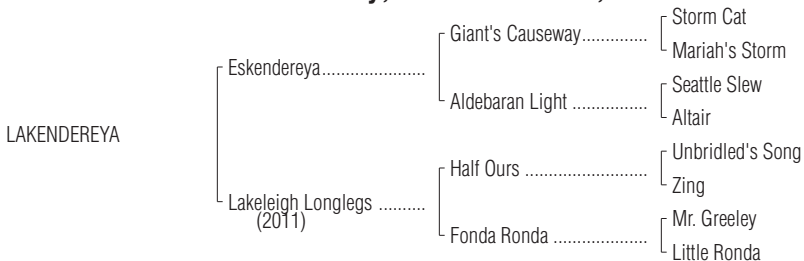 Storm Cat
Giant's Causeway..............
Mariah's Storm
Eskendereya......................
Seattle Slew
Aldebaran Light ................
Altair
LAKENDEREYA
Unbridled's Song
Half Ours ..........................
Zing
Lakeleigh Longlegs ..........
(2011)
Mr. Greeley
Fonda Ronda ....................
Little Ronda